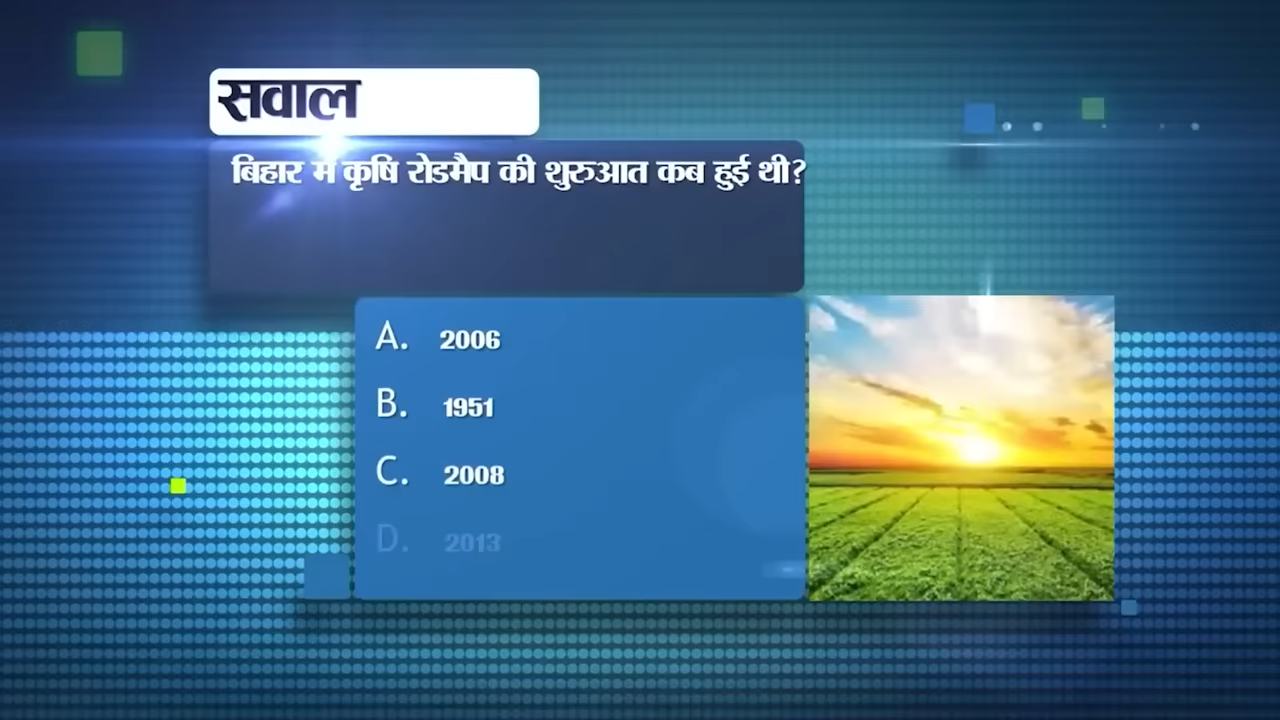 सवाल
बिहार में कृषि रोडमैप की शुरुआत कब हुई थी?
A. 2006
B. 1951
C. 2008
D. 2013